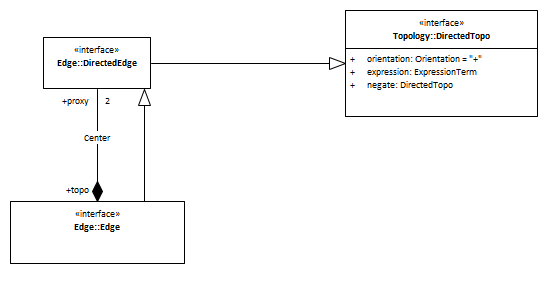 «interface»
Topology::DirectedTopo
+ orientation: Orientation = "+"
+ expression: ExpressionTerm
+ negate: DirectedTopo
«interface»
Edge::DirectedEdge
+proxy 2
Center
+topo
«interface»
Edge::Edge